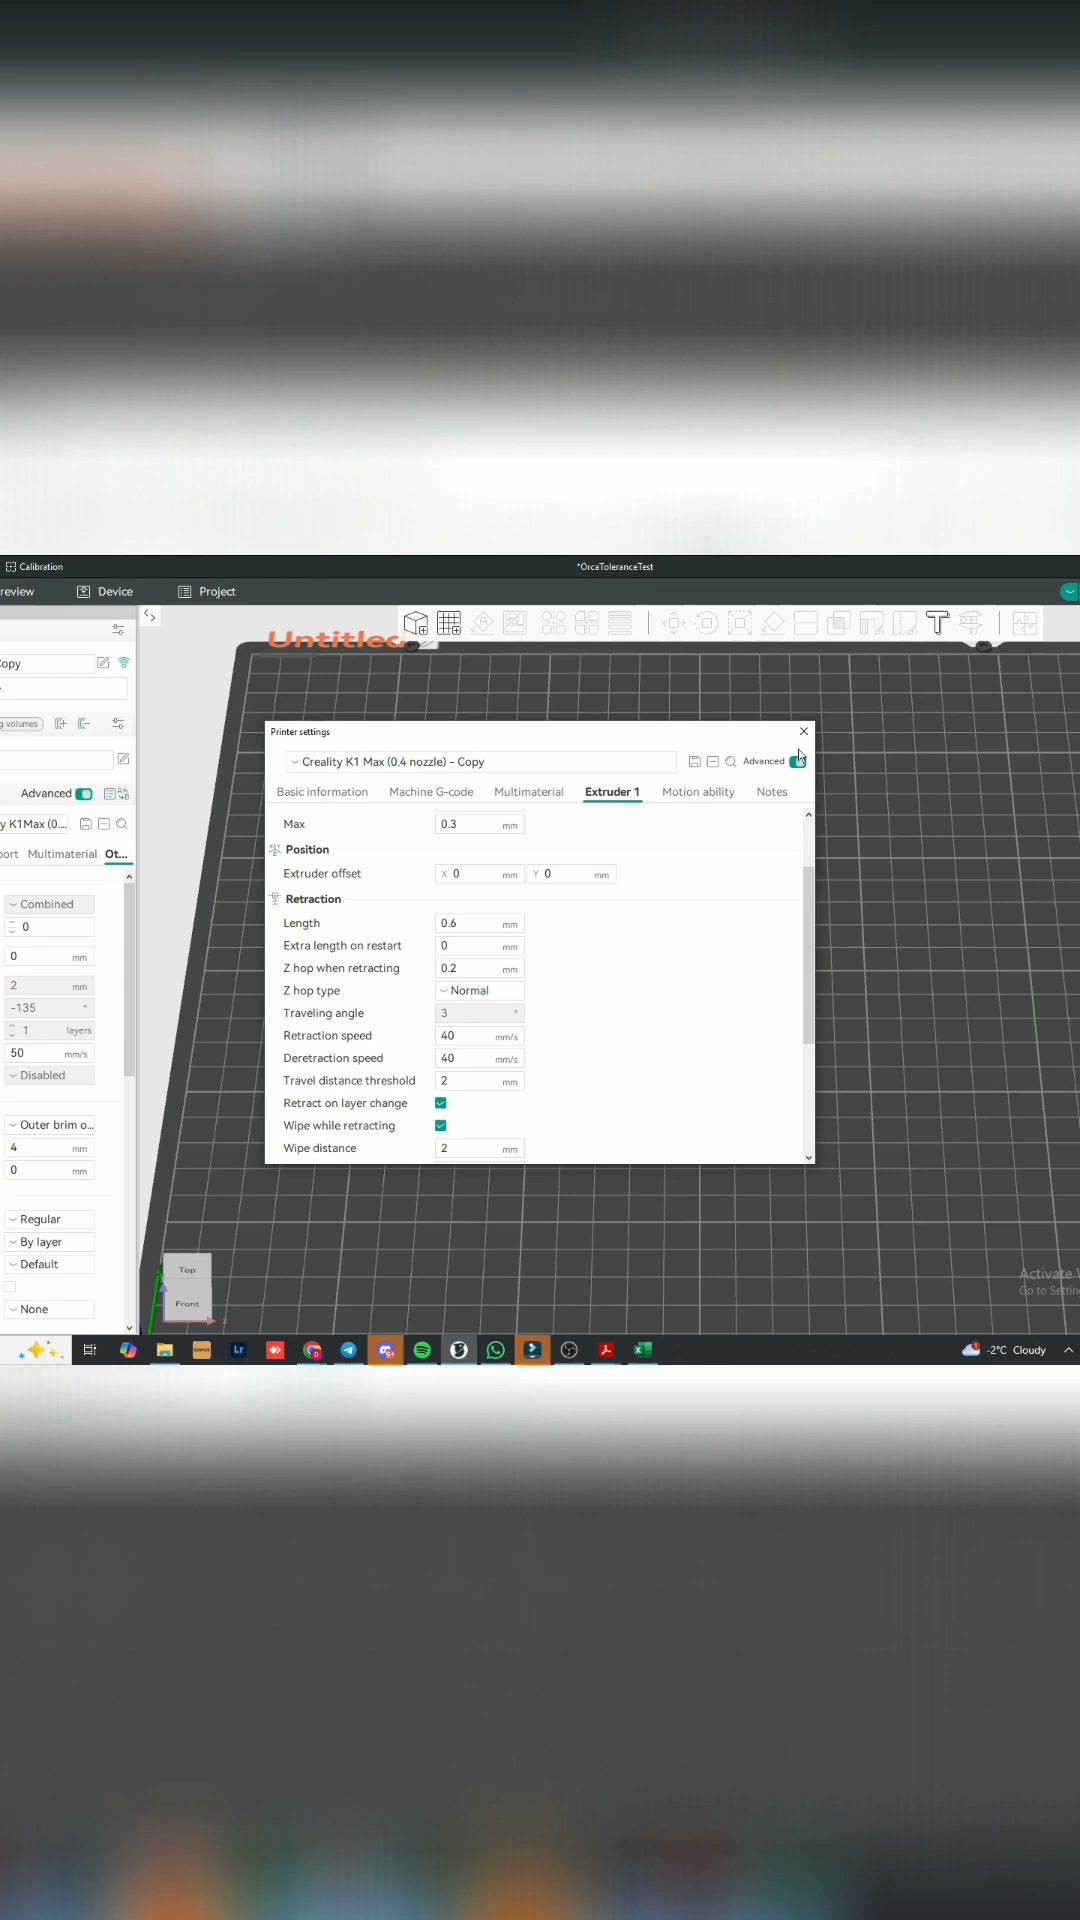 Calibration
*OrcaToleranceTest
review
Device
Project
Untitled
Copy
g volumes
Advanced
y K1Max (0....
port Multimaterial Ot...
Combined
0
0 mm
2 mm
-135 °
1 layers
50 mm/s
Disabled
Outer brim o...
4 mm
0 mm
Regular
By layer
Default
None
Printer settings
Creality K1 Max (0.4 nozzle) - Copy
Advanced
Basic information Machine G-code Multimaterial Extruder 1 Motion ability Notes
Max 0.3 mm
Position
Extruder offset X 0 mm Y 0 mm
Retraction
Length 0.6 mm
Extra length on restart 0 mm
Z hop when retracting 0.2 mm
Z hop type Normal
Traveling angle 3 °
Retraction speed 40 mm/s
Deretraction speed 40 mm/s
Travel distance threshold 2 mm
Retract on layer change
Wipe while retracting
Wipe distance 2 mm
Top
Front
x
Activate W
Go to Settin
SONOS
Lr
9+
-2°C Cloudy